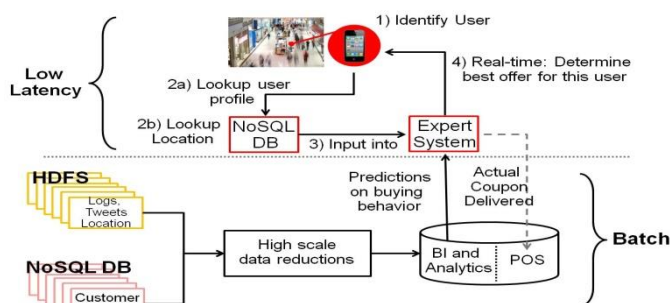 1) Identify User
4) Real-time: Determine
best offer for this user
Low
Latency
2a) Lookup user
profile
2b) Lookup
Location
NoSQL
DB
3) Input into
Expert
System
HDFS
Logs,
Tweets
Location
Predictions
on buying
behavior
Actual
Coupon
Delivered
High scale
data reductions
BI and
Analytics
POS
Batch
NoSQL DB
Customer